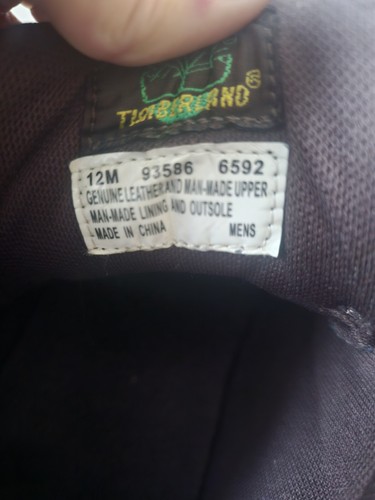 TIMBERLAND ®
12M 93586 6592
GENUINE LEATHER AND MAN-MADE UPPER
MAN-MADE LINING AND OUTSOLE
MADE IN CHINA MENS